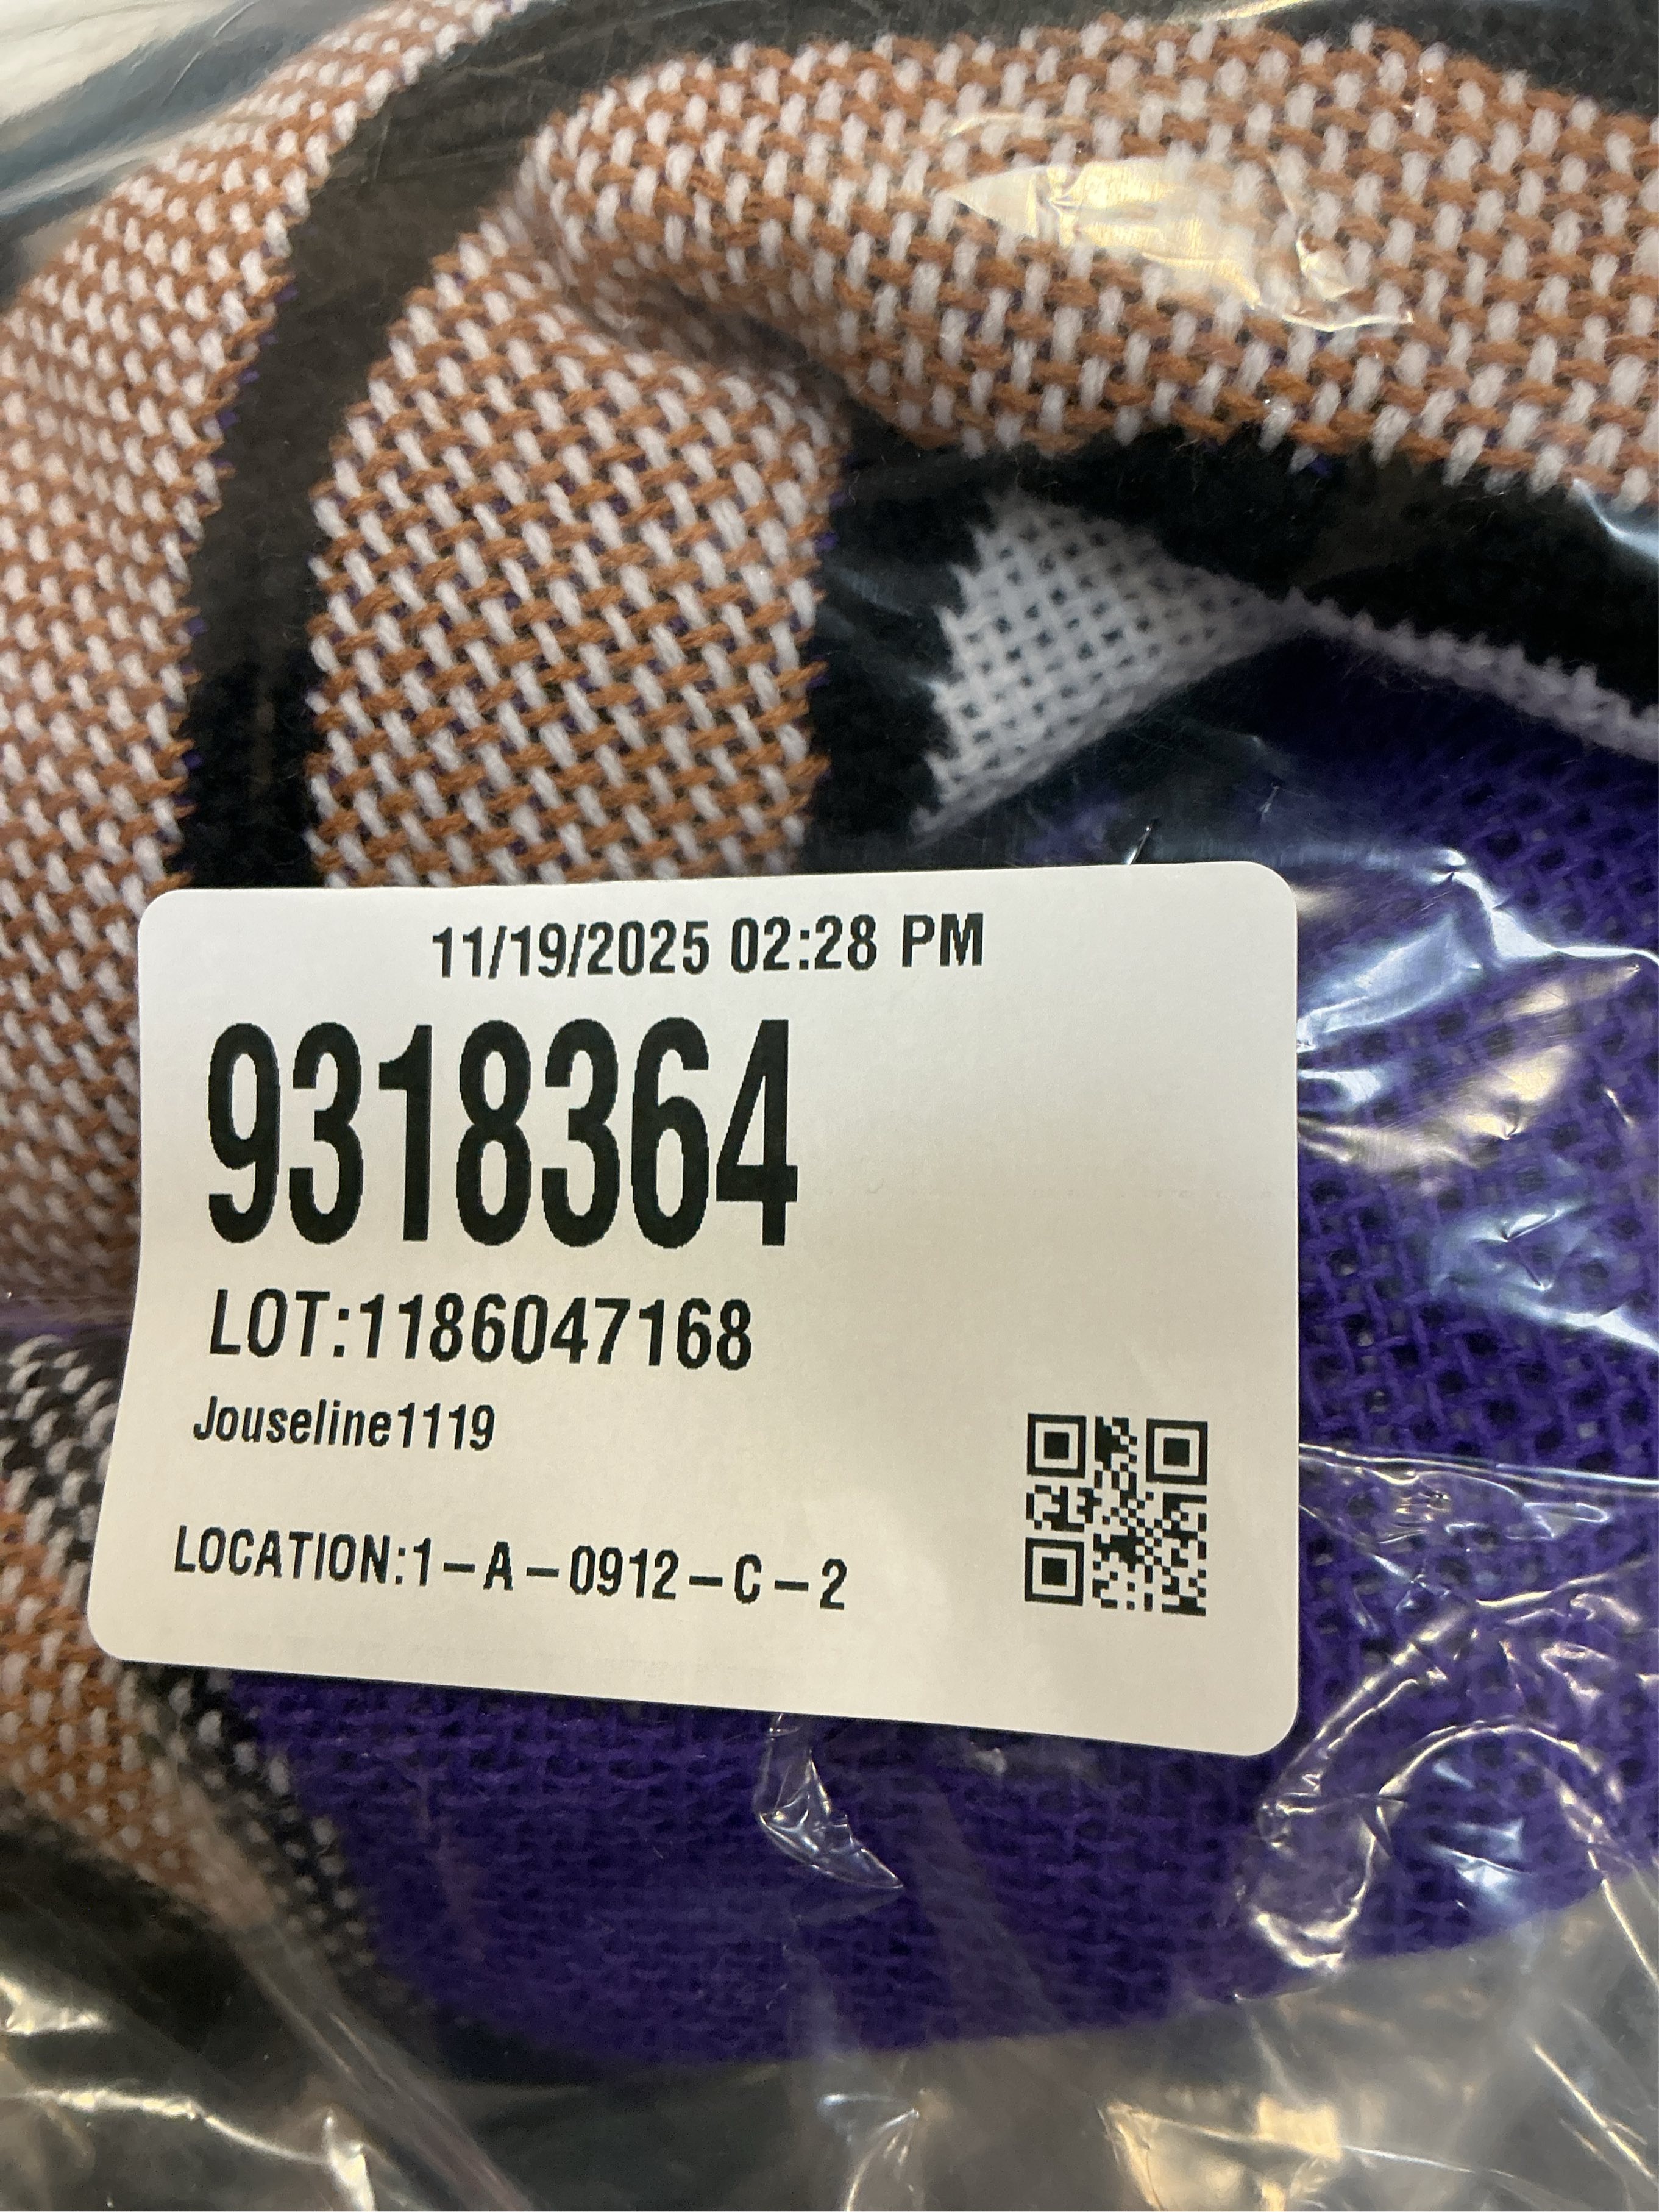 11/19/2025 02:28 PM
9318364
LOT:1186047168
Jouseline1119
LOCATION:1-A-0912-C-2